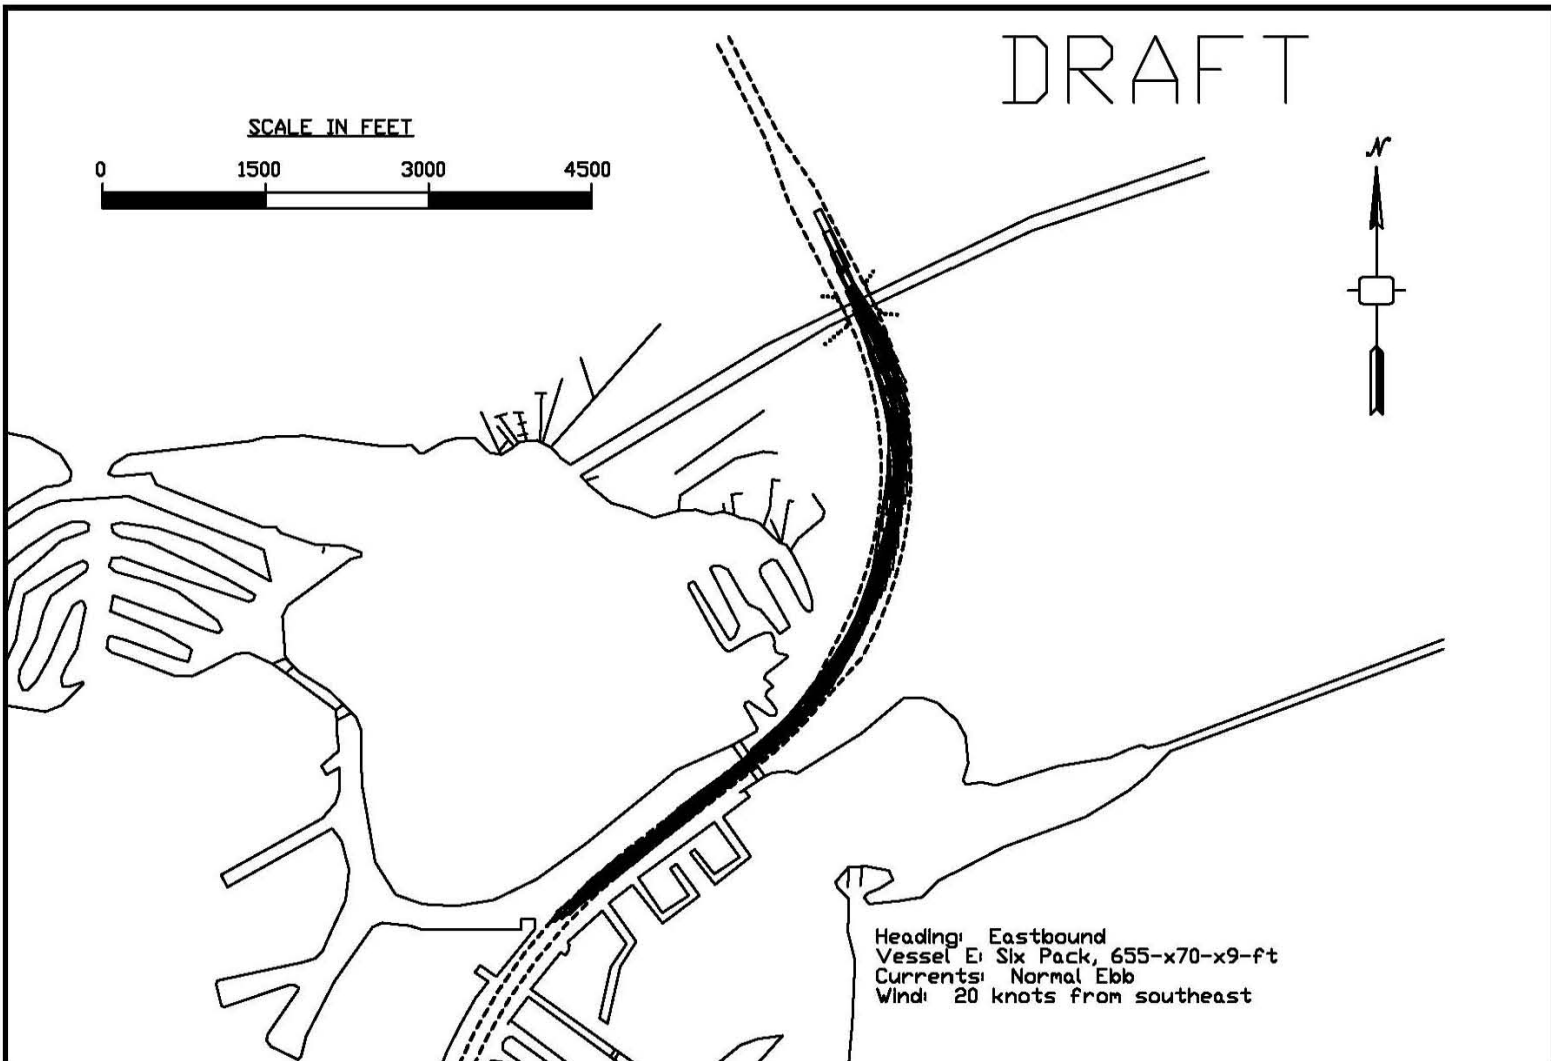 DRAFT
SCALE IN FEET
0 1500 3000 4500
N
Heading: Eastbound
Vessel E: Six Pack, 655-x70-x9-ft
Currents: Normal Ebb
Wind: 20 knots from southeast